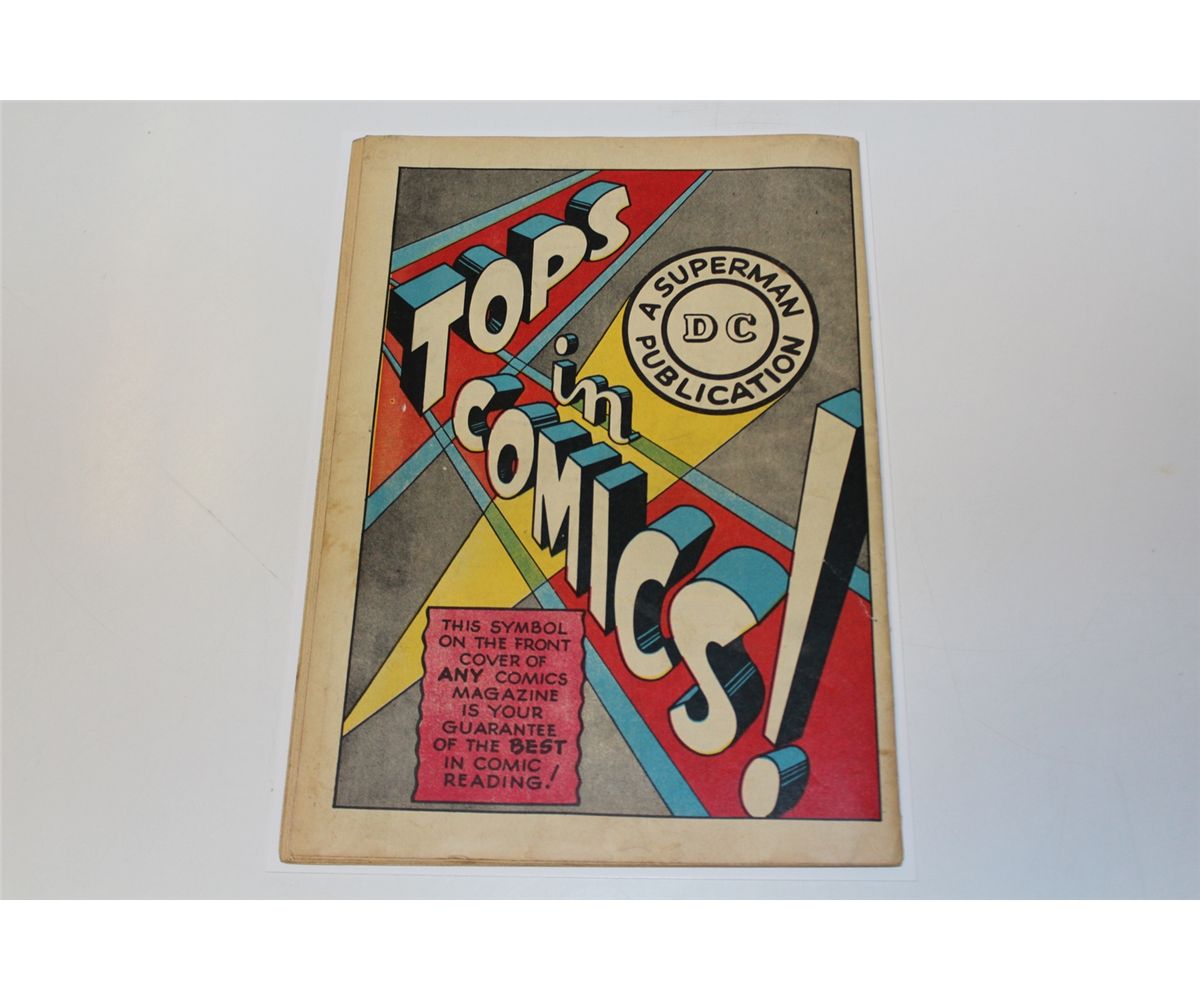 TOPS
in
COMICS!
A SUPERMAN
DC
PUBLICATION
THIS SYMBOL
ON THE FRONT
COVER OF
ANY COMICS
MAGAZINE
IS YOUR
GUARANTEE
OF THE BEST
IN COMIC
READING!